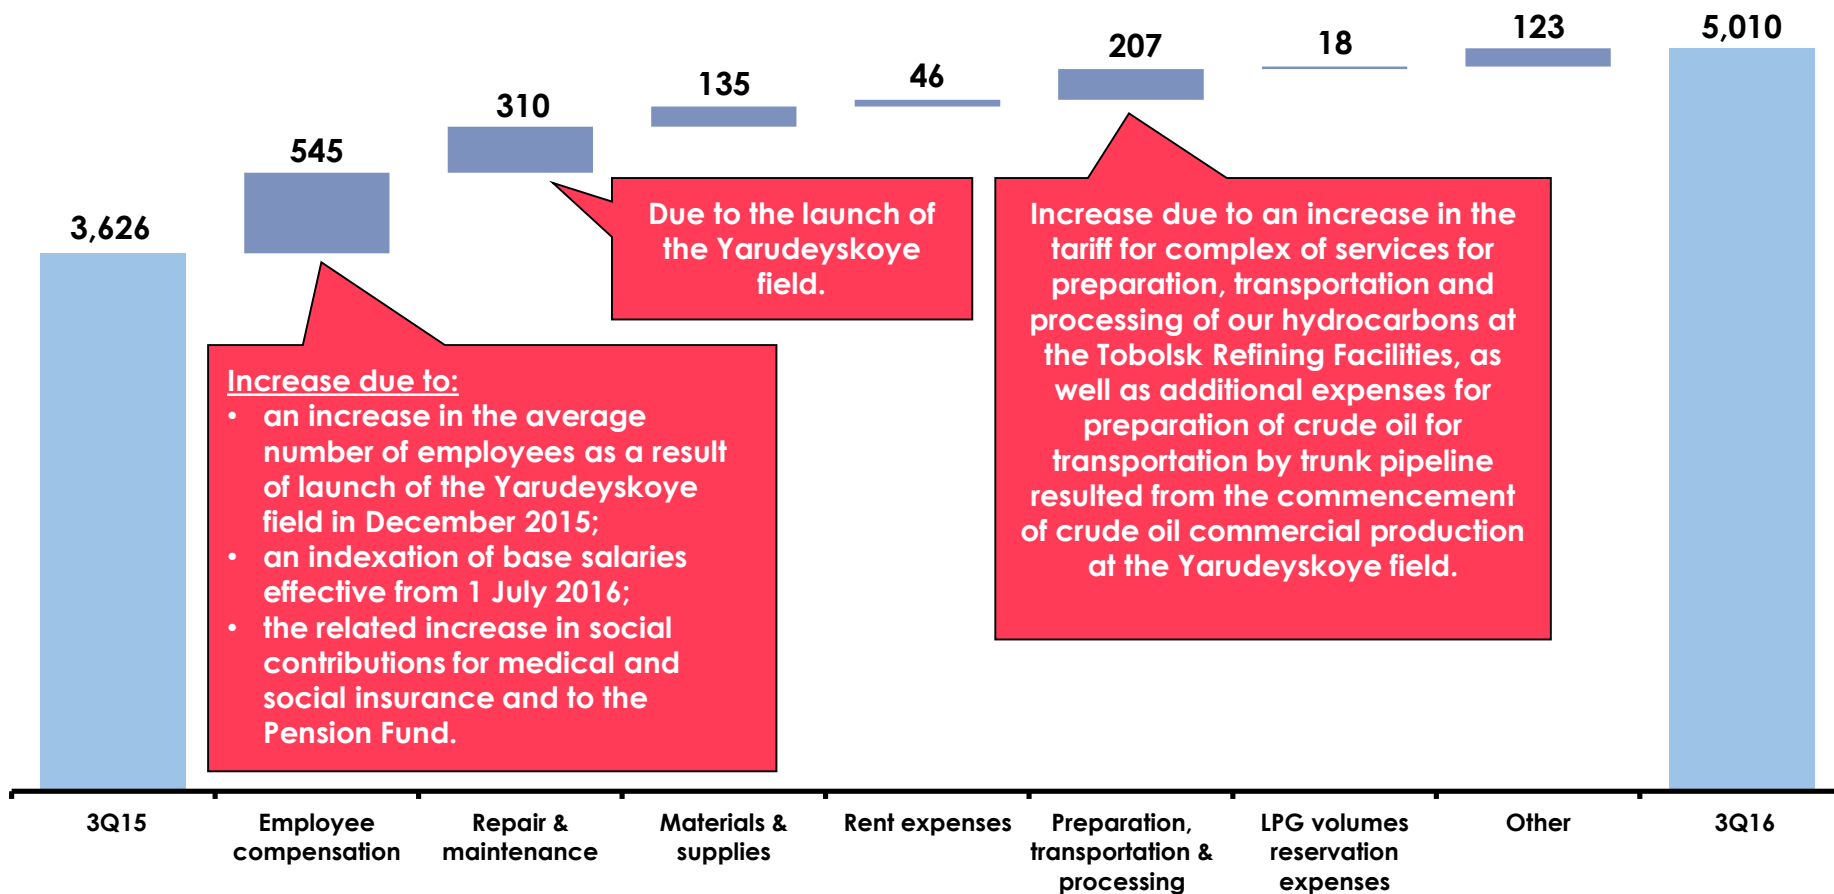 3,626
545
310
135
46
207
18
123
5,010
Increase due to:
• an increase in the average
number of employees as a result
of launch of the Yarudeyskoye
field in December 2015;
• an indexation of base salaries
effective from 1 July 2016;
• the related increase in social
contributions for medical and
social insurance and to the
Pension Fund.
Due to the launch of
the Yarudeyskoye
field.
Increase due to an increase in the
tariff for complex of services for
preparation, transportation and
processing of our hydrocarbons at
the Tobolsk Refining Facilities, as
well as additional expenses for
preparation of crude oil for
transportation by trunk pipeline
resulted from the commencement
of crude oil commercial production
at the Yarudeyskoye field.
3Q15
Employee
compensation
Repair &
maintenance
Materials &
supplies
Rent expenses
Preparation,
transportation &
processing
LPG volumes
reservation
expenses
Other
3Q16